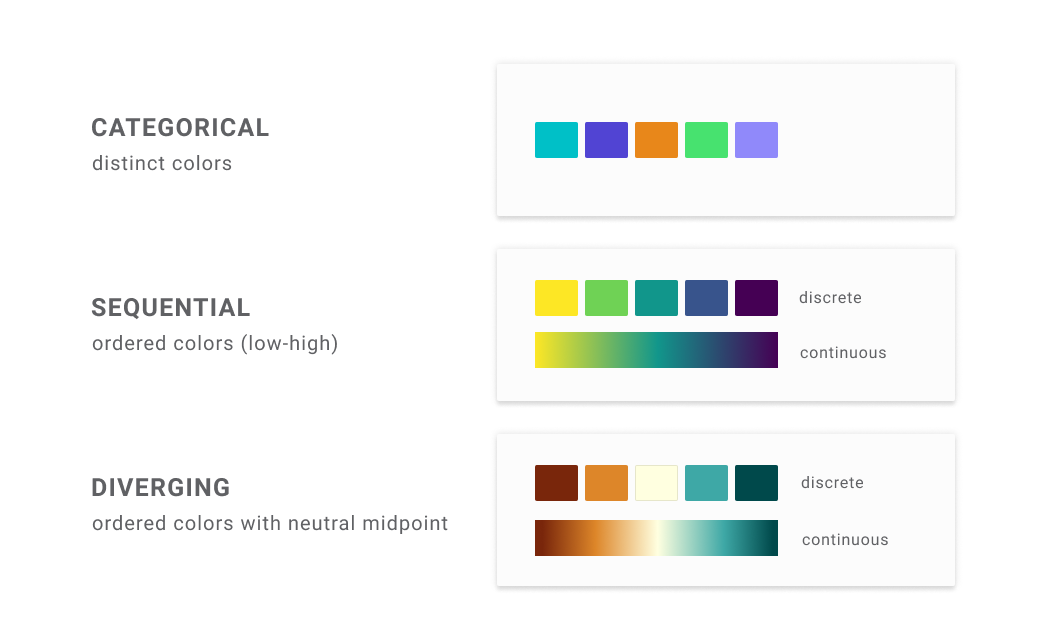 CATEGORICAL
distinct colors
SEQUENTIAL
ordered colors (low-high)
discrete
continuous
DIVERGING
ordered colors with neutral midpoint
discrete
continuous